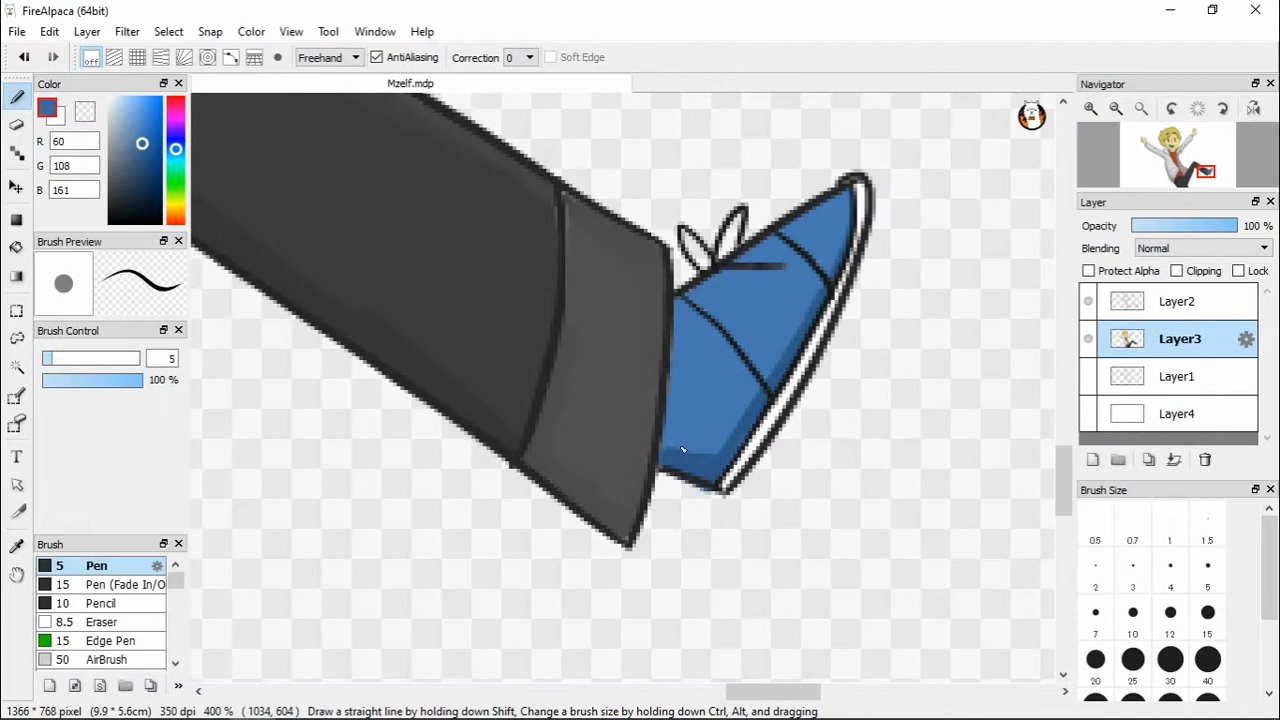 FireAlpaca (64bit)
File Edit Layer Filter Select Snap Color View Tool Window Help
off Freehand AntiAliasing Correction 0 Soft Edge
Color
Mzelf.mdp
Navigator
R 60
G 108
B 161
Layer
Opacity 100 %
Brush Preview
Blending Normal
Protect Alpha Clipping Lock
Layer2
Brush Control
Layer3
5
100 %
Layer1
Layer4
Brush Size
Brush
5 Pen
15 Pen (Fade In/O
10 Pencil
8.5 Eraser
15 Edge Pen
50 AirBrush
0.5 0.7 1 1.5
2 3 4 5
7 10 12 15
20 25 30 40
1366 * 768 pixel (9.9 * 5.6cm) 350 dpi 400 % ( 1034, 604 ) Draw a straight line by holding down Shift, Change a brush size by holding down Ctrl, Alt, and dragging